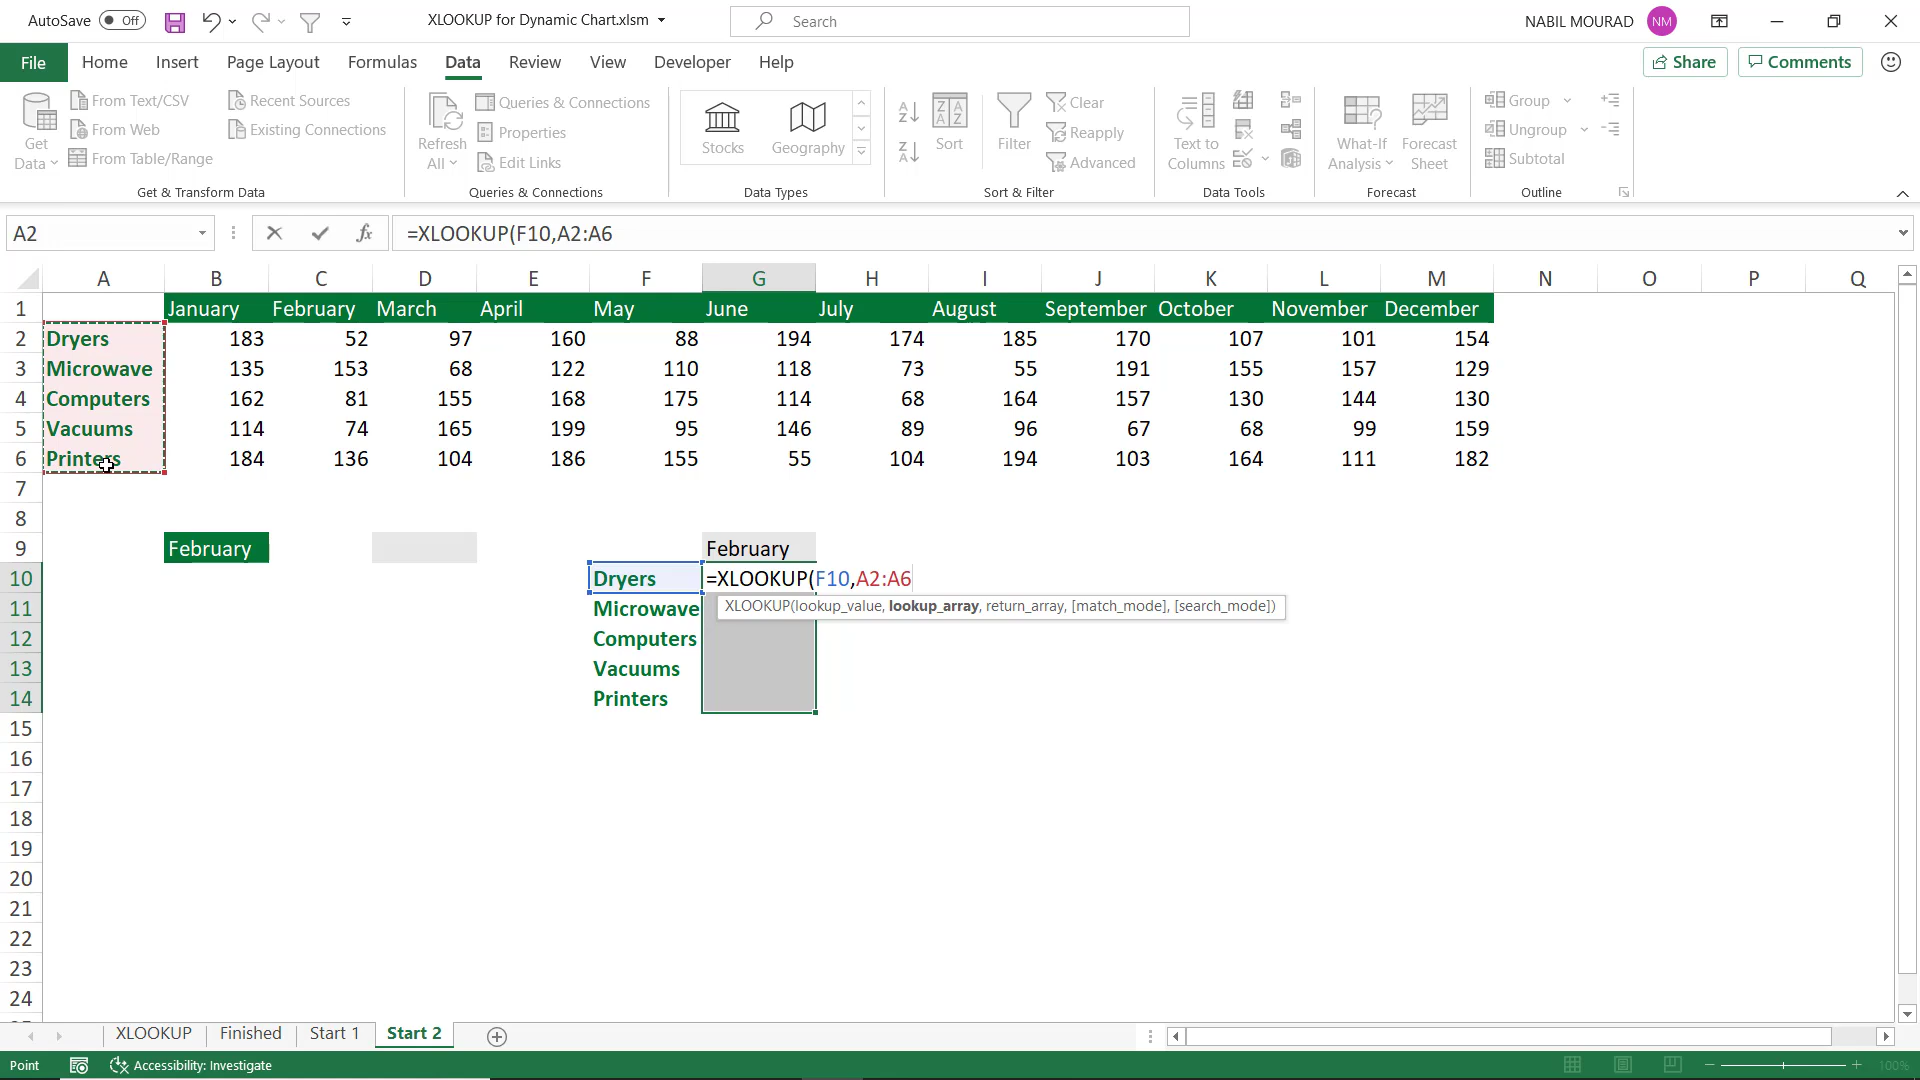 AutoSave Off XLOOKUP for Dynamic Chart.xlsm Search NABIL MOURAD NM
File Home Insert Page Layout Formulas Data Review View Developer Help Share Comments
Get Data
From Text/CSV
From Web
From Table/Range
Recent Sources
Existing Connections
Get & Transform Data
Refresh All
Queries & Connections
Properties
Edit Links
Queries & Connections
Stocks Geography
Data Types
Sort
Filter
Clear
Reapply
Advanced
Sort & Filter
Text to Columns
Data Tools
What-If Analysis
Forecast Sheet
Forecast
Group
Ungroup
Subtotal
Outline
A2 fx =XLOOKUP(F10,A2:A6
A B C D E F G H I J K L M N O P Q
1 January February March April May June July August September October November December
2 Dryers 183 52 97 160 88 194 174 185 170 107 101 154
3 Microwave 135 153 68 122 110 118 73 55 191 155 157 129
4 Computers 162 81 155 168 175 114 68 164 157 130 144 130
5 Vacuums 114 74 165 199 95 146 89 96 67 68 99 159
6 Printers 184 136 104 186 155 55 104 194 103 164 111 182
7
8
9 February February
10 Dryers =XLOOKUP(F10,A2:A6
XLOOKUP(lookup_value, lookup_array, return_array, [match_mode], [search_mode])
11 Microwave
12 Computers
13 Vacuums
14 Printers
15
16
17
18
19
20
21
22
23
24
XLOOKUP Finished Start 1 Start 2
Point Accessibility: Investigate 100%